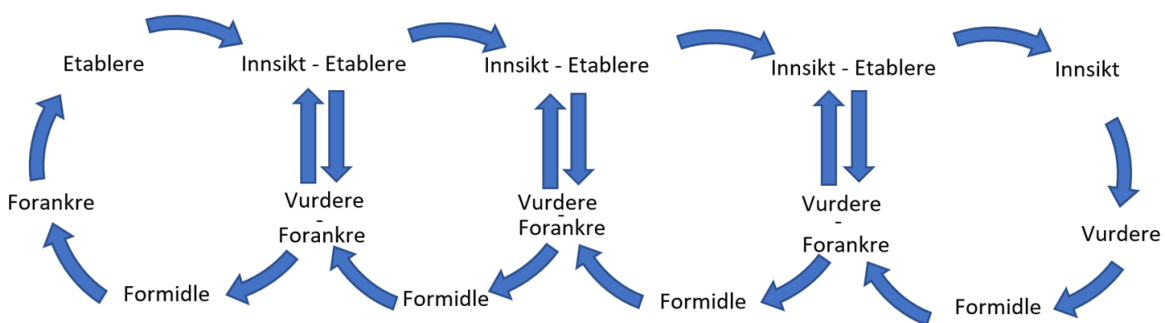 Etablere
Innsikt - Etablere
Innsikt - Etablere
Innsikt - Etablere
Innsikt
Forankre
Vurdere
-
Forankre
Vurdere
-
Forankre
Vurdere
-
Forankre
Vurdere
Formidle
Formidle
Formidle
Formidle